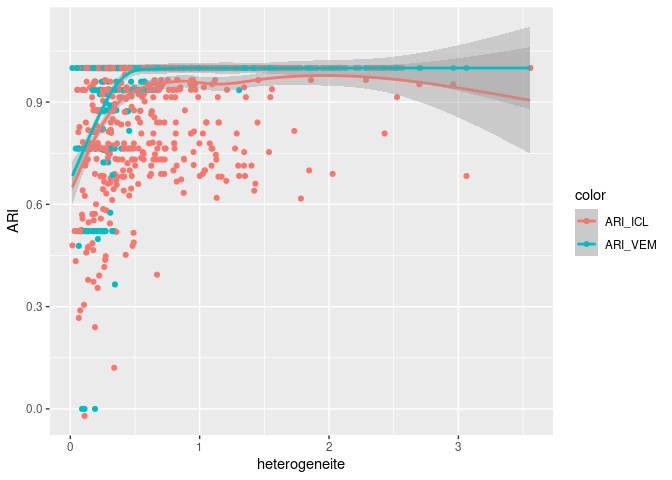 ARI
0.9
0.6
0.3
0.0
0 1 2 3
heterogeneite
color
ARI_ICL
ARI_VEM